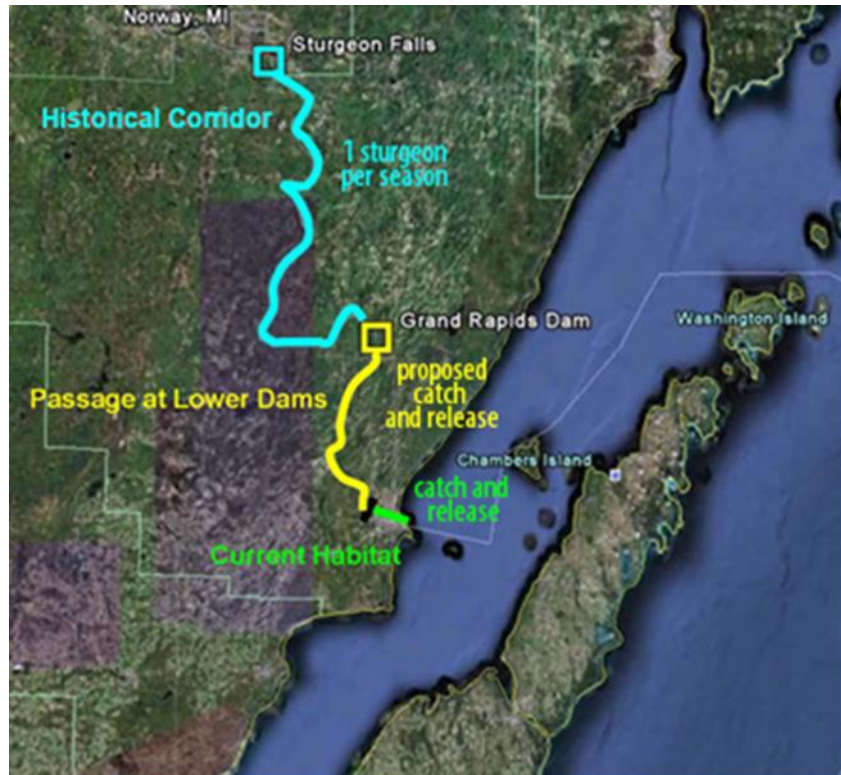 Norway, MI
Sturgeon Falls
Historical Corridor
1 sturgeon
per season
Grand Rapids Dam
Washington Island
Passage at Lower Dams
proposed
catch
and release
Chambers Island
catch and
release
Current Habitat